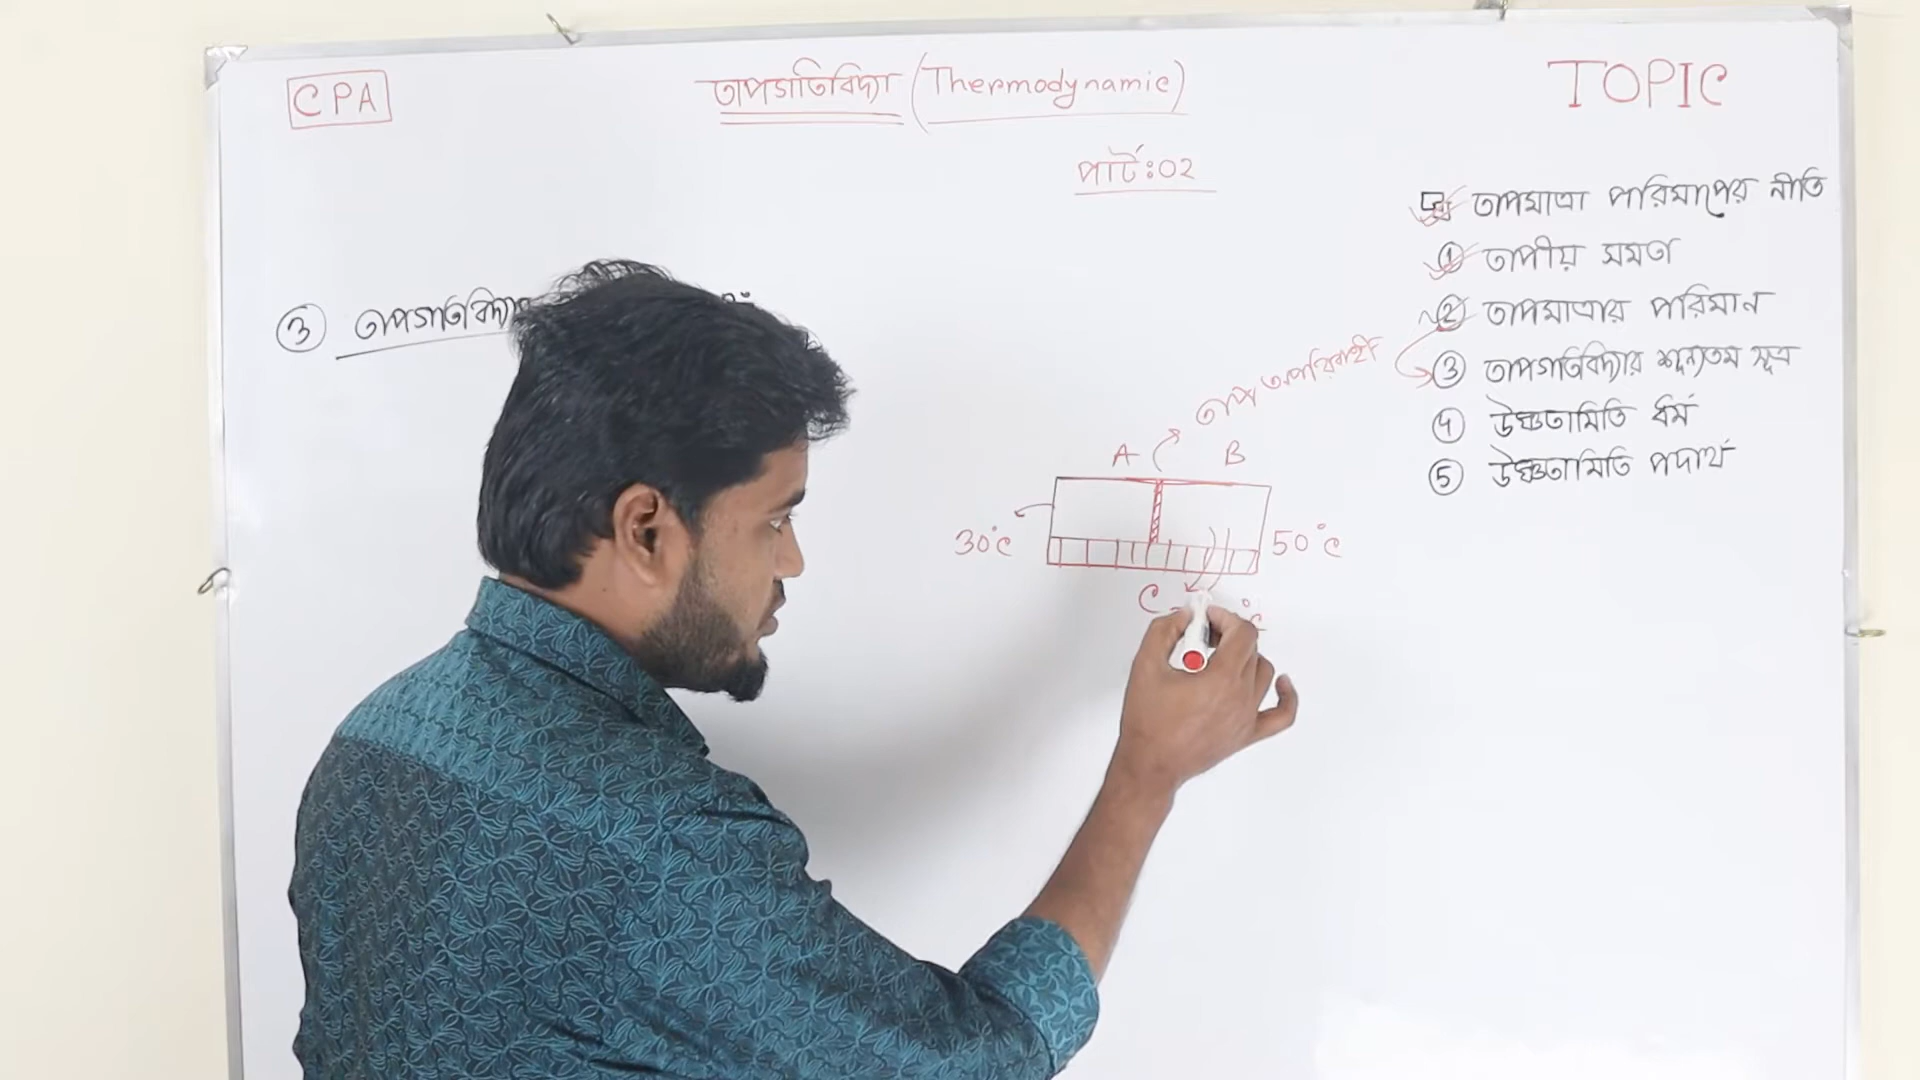 CPA
তাপগতিবিদ্যা (Thermodynamic)
পার্ট:০২
TOPIC
তাপমাত্রা পরিমাপের নীতি
① তাপীয় সমতা
② তাপমাত্রার পরিমান
③ তাপগতিবিদ্যার শূন্যতম সূত্র
④ উষ্ণতামিতি ধর্ম
⑤ উষ্ণতামিতি পদার্থ
③ তাপগতিবিদ্যার
তাপ অপরিবাহী
A B
30°C 50°C
C